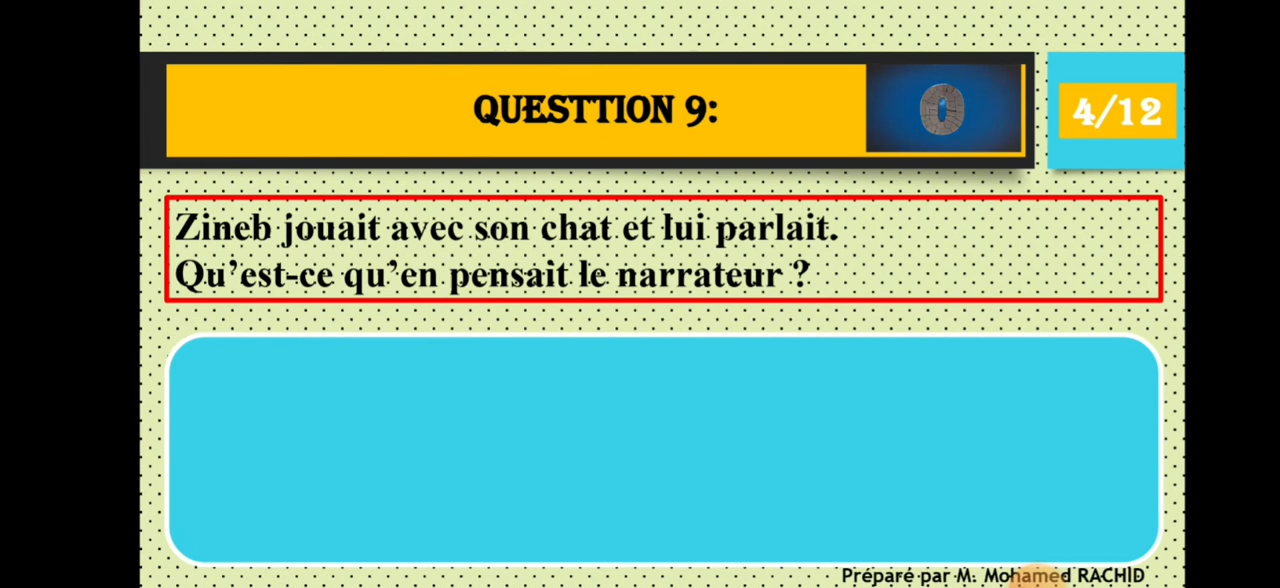 QUESTTION 9:
0
4/12
Zineb jouait avec son chat et lui parlait.
Qu’est-ce qu’en pensait le narrateur ?
Préparé par M. Mohamed RACHID